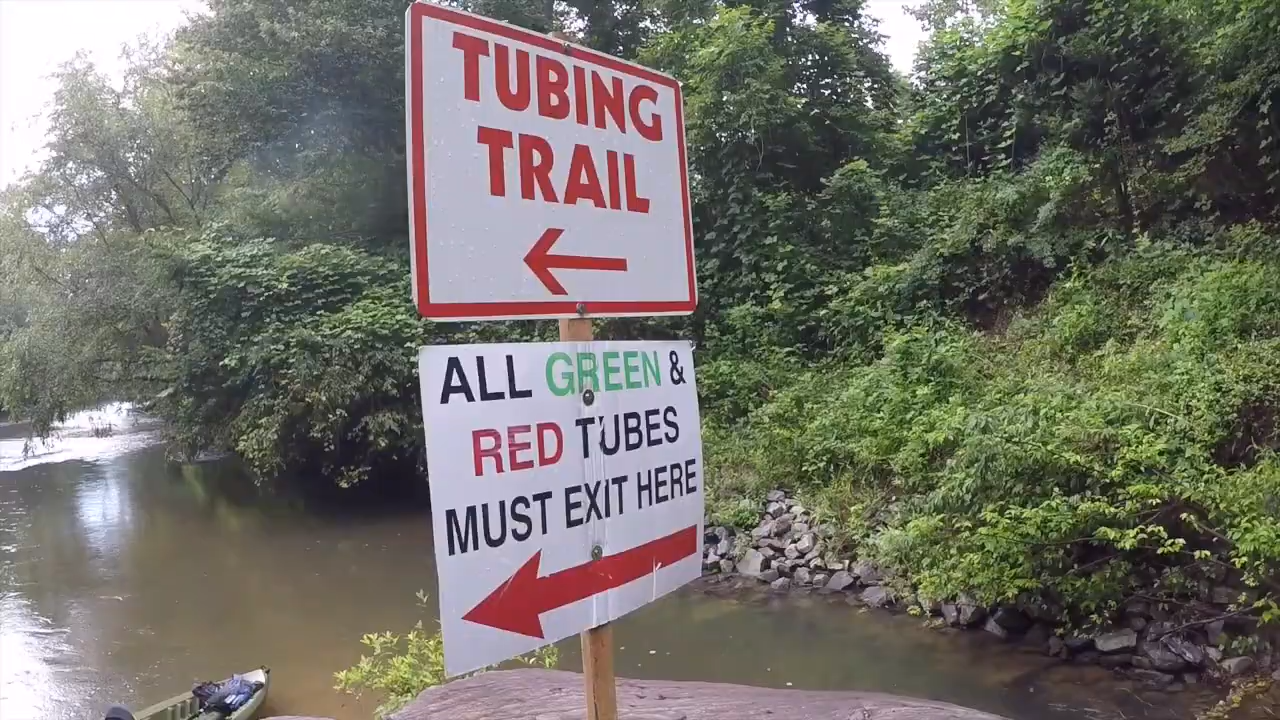 TUBING
TRAIL
ALL GREEN &
RED TUBES
MUST EXIT HERE